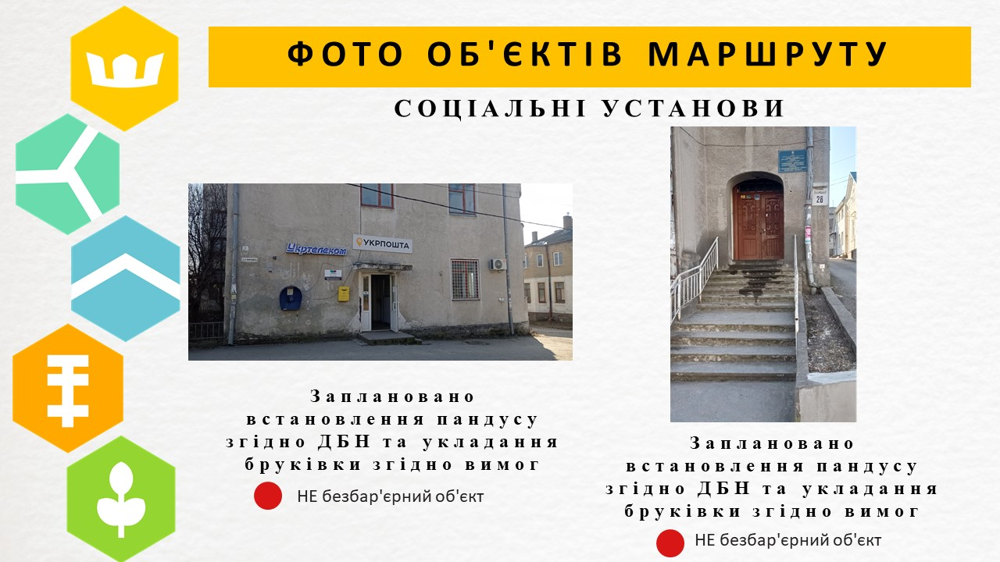 ФОТО ОБ'ЄКТІВ МАРШРУТУ
СОЦІАЛЬНІ УСТАНОВИ
Укртелеком
УКРПОШТА
28
Заплановано
встановлення пандусу
згідно ДБН та укладання
бруківки згідно вимог
НЕ безбар'єрний об'єкт
Заплановано
встановлення пандусу
згідно ДБН та укладання
бруківки згідно вимог
НЕ безбар'єрний об'єкт